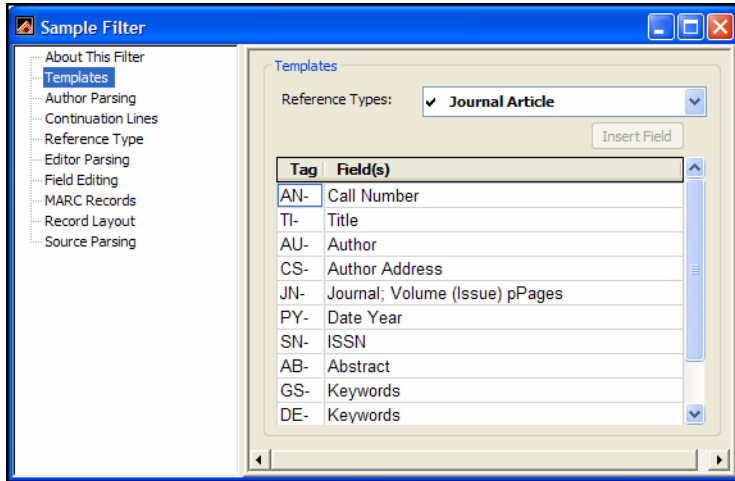 Sample Filter
About This Filter
Templates
Author Parsing
Continuation Lines
Reference Type
Editor Parsing
Field Editing
MARC Records
Record Layout
Source Parsing
Templates
Reference Types: ✔ Journal Article
Insert Field
Tag Field(s)
AN- Call Number
TI- Title
AU- Author
CS- Author Address
JN- Journal; Volume (Issue) pPages
PY- Date Year
SN- ISSN
AB- Abstract
GS- Keywords
DE- Keywords